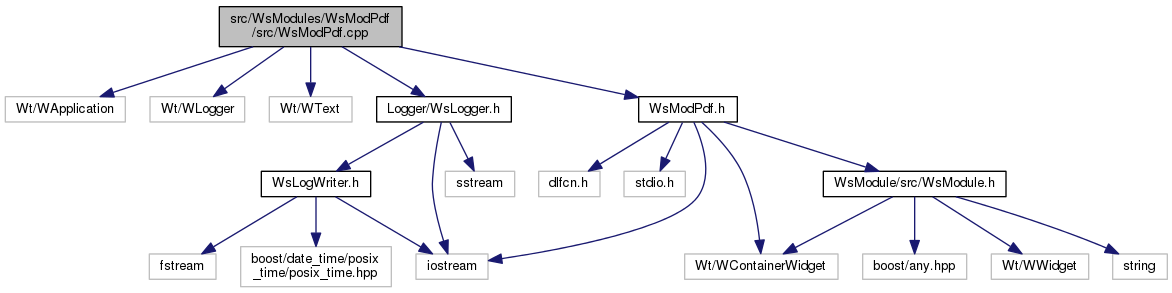 src/WsModules/WsModPdf
/src/WsModPdf.cpp
Wt/WApplication
Wt/WLogger
Wt/WText
Logger/WsLogger.h
WsModPdf.h
WsLogWriter.h
sstream
dlfcn.h
stdio.h
WsModule/src/WsModule.h
fstream
boost/date_time/posix
_time/posix_time.hpp
iostream
Wt/WContainerWidget
boost/any.hpp
Wt/WWidget
string